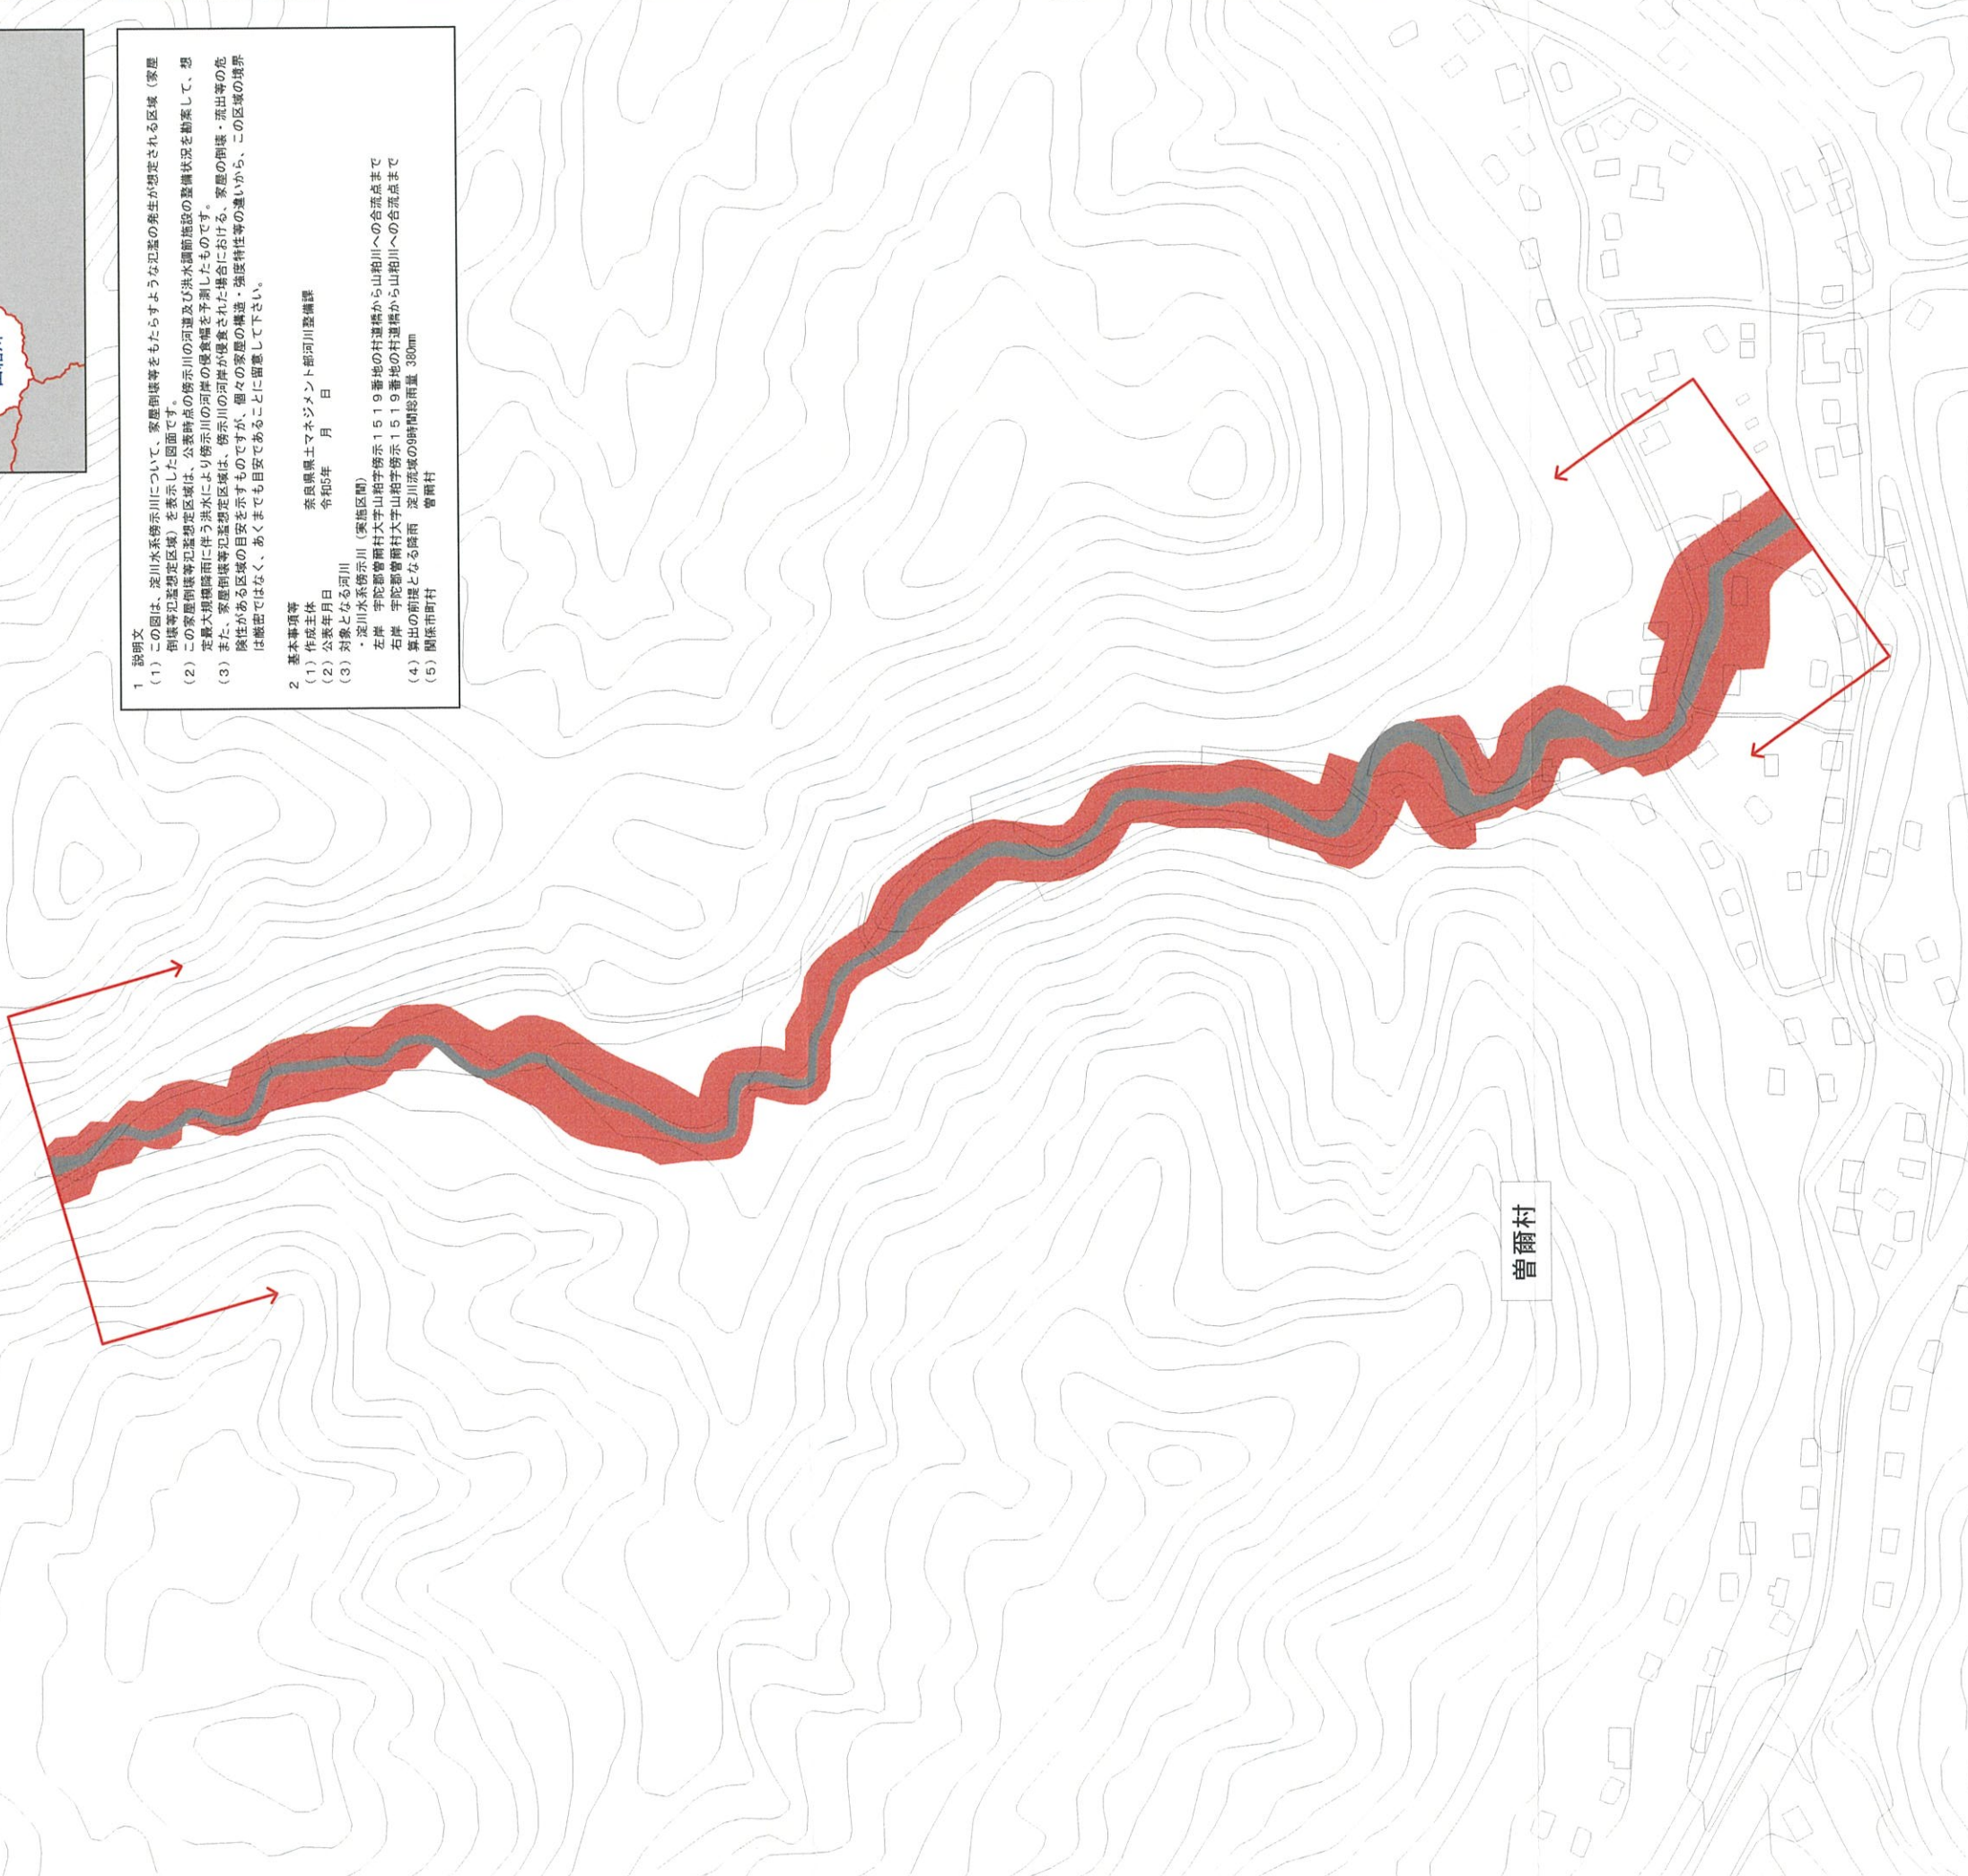 1　説明文
（1）この図は、淀川水系傍示川について、家屋倒壊等をもたらすような氾濫の発生が想定される区域（家屋
倒壊等氾濫想定区域）を表示した図面です。
（2）この家屋倒壊等氾濫想定区域は、公表時点の傍示川の河道及び洪水調節施設の整備状況を勘案して、想
定最大規模降雨に伴う洪水により傍示川の河岸の侵食幅を予測したものです。
（3）また、家屋倒壊等氾濫想定区域は、傍示川の河岸が侵食された場合における、家屋の倒壊・流出等の危
険性がある区域の目安を示すものですが、個々の家屋の構造・強度特性等の違いから、この区域の境界
は厳密ではなく、あくまでも目安であることに留意して下さい。
2　基本事項等
（1）作成主体　奈良県県土マネジメント部河川整備課
（2）公表年月日　令和5年　月　日
（3）対象となる河川
・淀川水系傍示川（実施区間）
左岸　宇陀郡曽爾村大字山粕字傍示１５１９番地の村道橋から山粕川への合流点まで
右岸　宇陀郡曽爾村大字山粕字傍示１５１９番地の村道橋から山粕川への合流点まで
（4）算出の前提となる降雨　淀川流域の9時間総雨量 380mm
（5）関係市町村　曽爾村
曽爾村